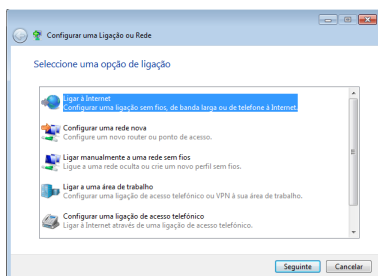 Configurar uma Ligação ou Rede
Seleccione uma opção de ligação
Ligar à Internet
Configurar uma ligação sem fios, de banda larga ou de telefone à Internet.
Configurar uma rede nova
Configure um novo router ou ponto de acesso.
Ligar manualmente a uma rede sem fios
Ligue a uma rede oculta ou crie um novo perfil sem fios.
Ligar a uma área de trabalho
Configurar uma ligação de acesso telefónico ou VPN à sua área de trabalho.
Configurar uma ligação de acesso telefónico
Ligar à Internet através de uma ligação de acesso telefónico.
Seguinte
Cancelar